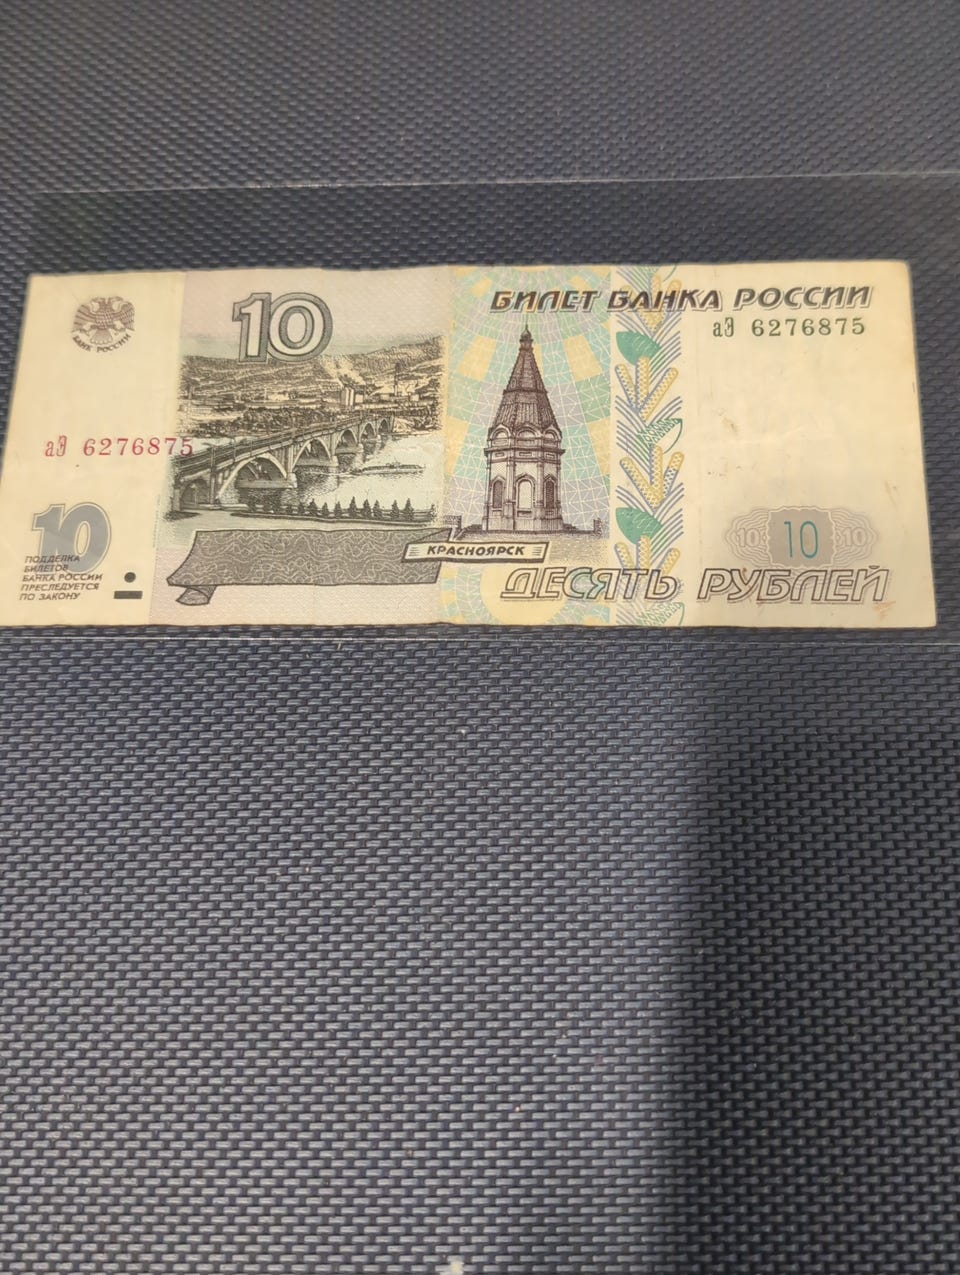 10
БИЛЕТ БАНКА РОССИИ
аЭ 6276875
БАНК РОССИИ
аЭ 6276875
10
ПОДДЕЛКА
БИЛЕТОВ
БАНКА РОССИИ
ПРЕСЛЕДУЕТСЯ
ПО ЗАКОНУ
КРАСНОЯРСК
10 10 10
ДЕСЯТЬ РУБЛЕЙ